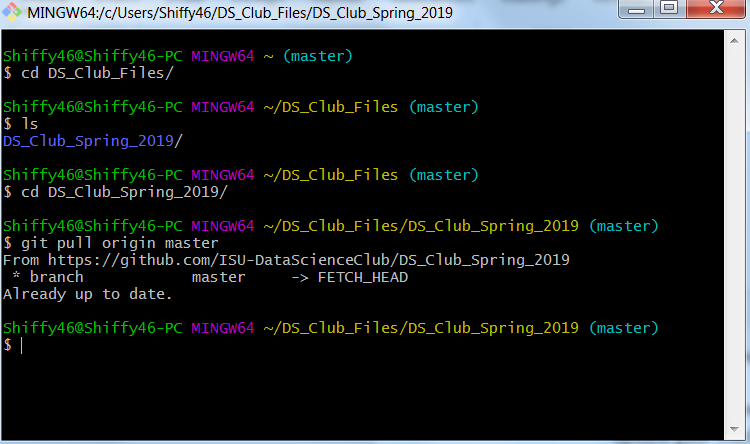 MINGW64:/c/Users/Shiffy46/DS_Club_Files/DS_Club_Spring_2019
Shiffy46@Shiffy46-PC MINGW64 ~ (master)
$ cd DS_Club_Files/
Shiffy46@Shiffy46-PC MINGW64 ~/DS_Club_Files (master)
$ ls
DS_Club_Spring_2019/
Shiffy46@Shiffy46-PC MINGW64 ~/DS_Club_Files (master)
$ cd DS_Club_Spring_2019/
Shiffy46@Shiffy46-PC MINGW64 ~/DS_Club_Files/DS_Club_Spring_2019 (master)
$ git pull origin master
From https://github.com/ISU-DataScienceClub/DS_Club_Spring_2019
 * branch            master     -> FETCH_HEAD
Already up to date.
Shiffy46@Shiffy46-PC MINGW64 ~/DS_Club_Files/DS_Club_Spring_2019 (master)
$